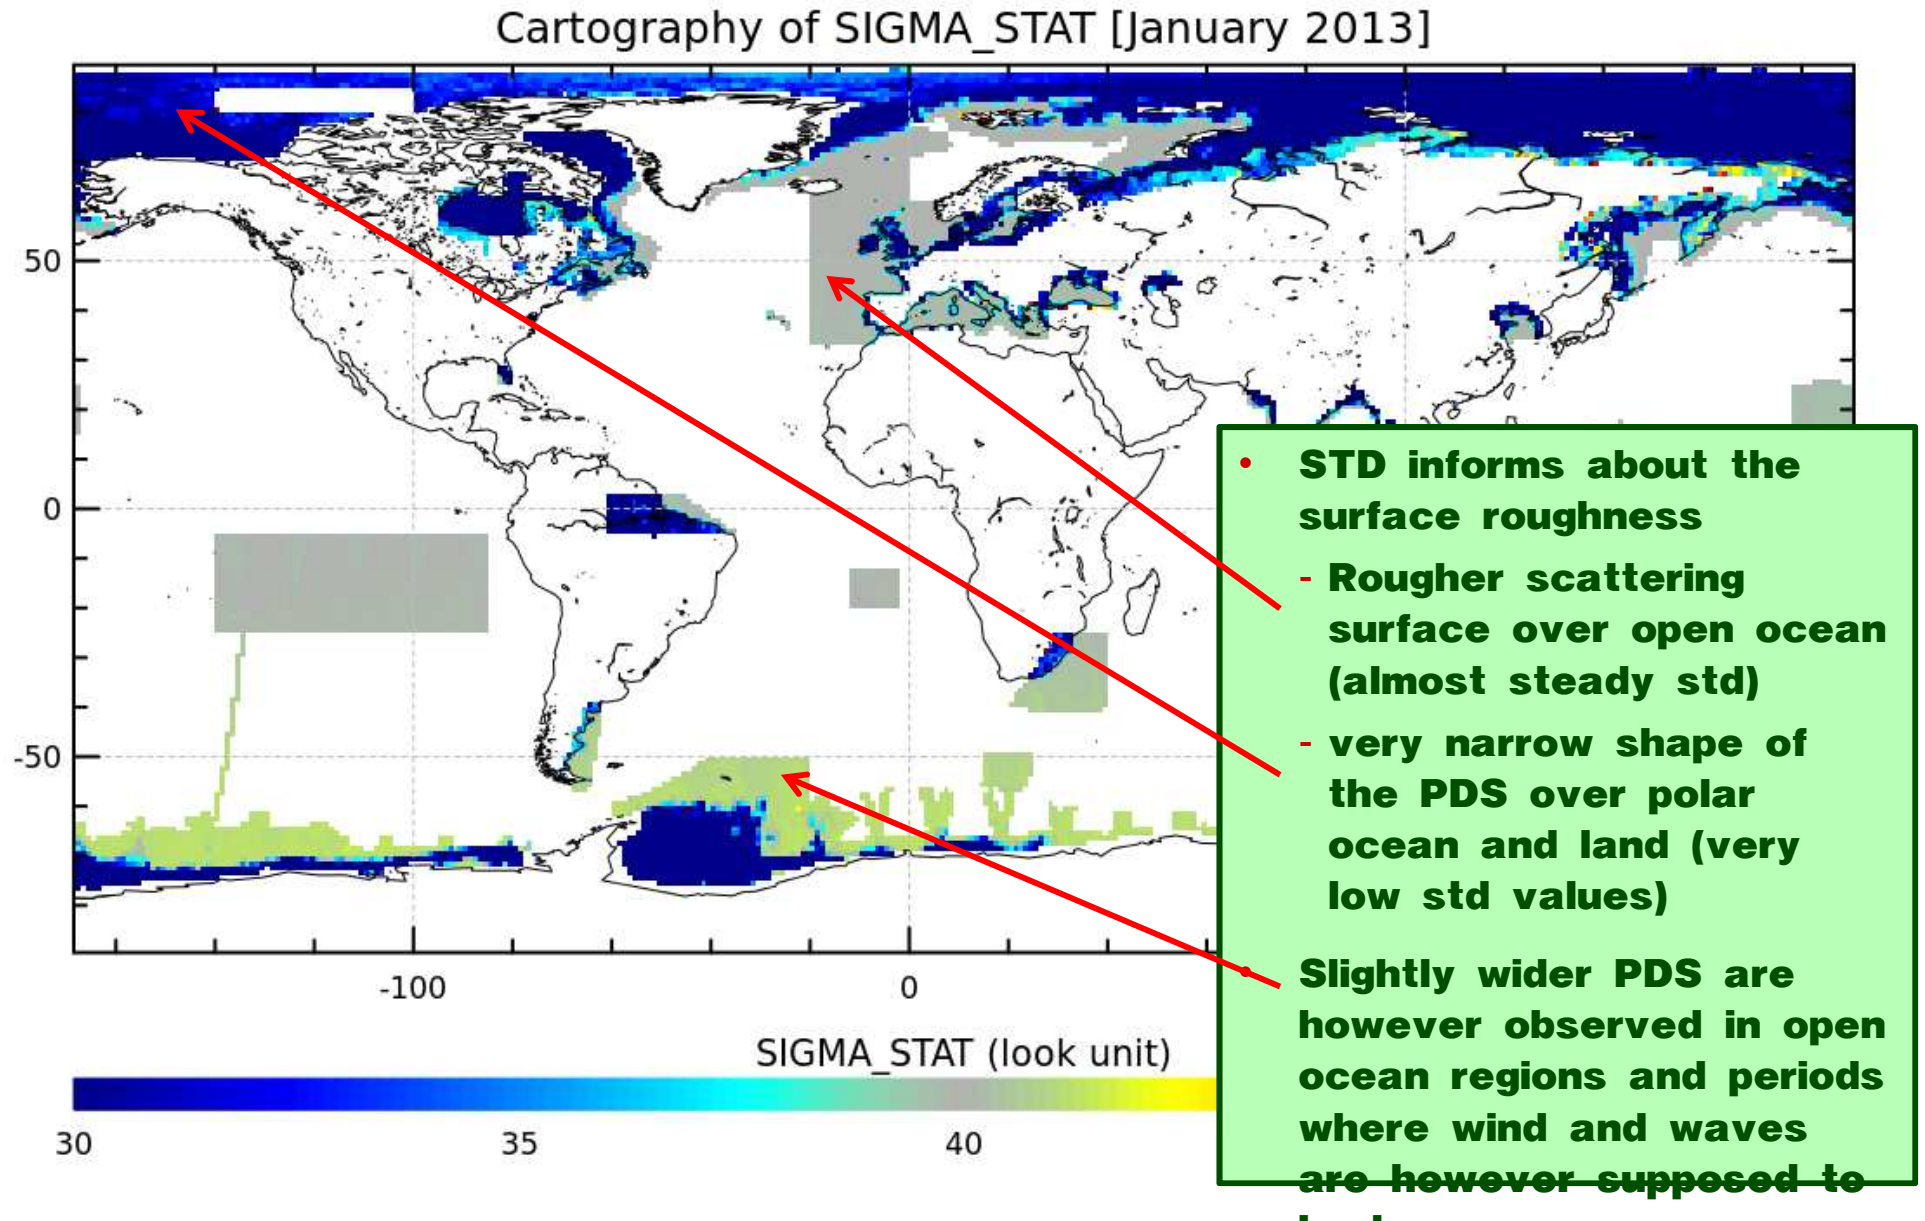 Cartography of SIGMA_STAT [January 2013]
50
0
-50
-100
0
SIGMA_STAT (look unit)
30
35
40
• STD informs about the
surface roughness
- Rougher scattering
surface over open ocean
(almost steady std)
- very narrow shape of
the PDS over polar
ocean and land (very
low std values)
• Slightly wider PDS are
however observed in open
ocean regions and periods
where wind and waves
are however supposed to